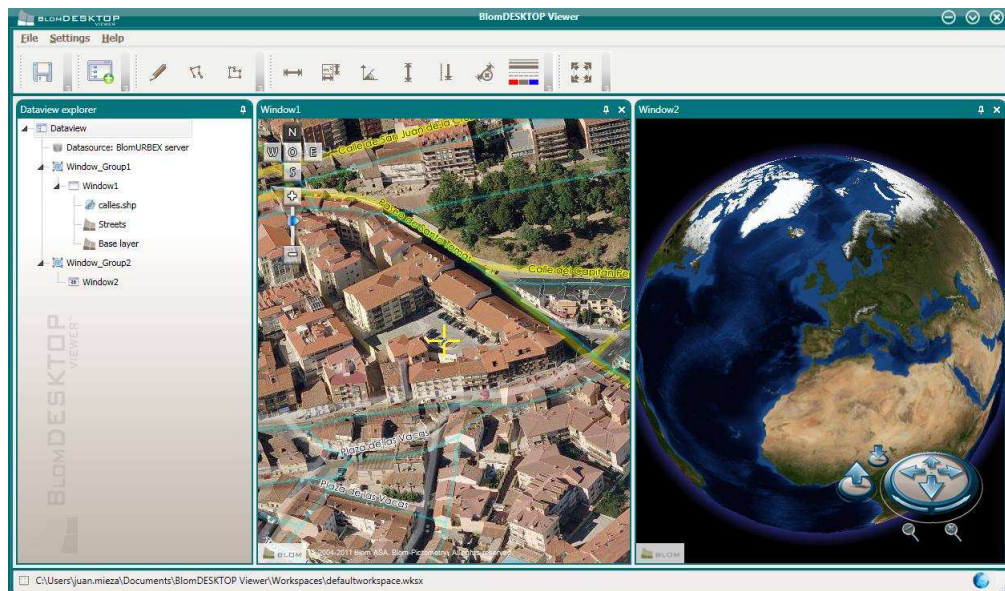 BLOMDESKTOP
VIEWER
BlomDESKTOP Viewer
File Settings Help
Dataview explorer
Dataview
Datasource: BlomURBEX server
Window_Group1
Window1
calles.shp
Streets
Base layer
Window_Group2
Window2
BLOMDESKTOP
VIEWER
Window1
N
W O E
S
Calle de San Juan de la
Paseo de Santo Tomás
Calle del Capitán Pe
Plaza de las Vacas
Plaza de las Vacas
BLOM
© 2004-2011 Blom ASA. Blom-Pictometry. All rights reserved.
Window2
BLOM
C:\Users\juan.mieza\Documents\BlomDESKTOP Viewer\Workspaces\defaultworkspace.wksx